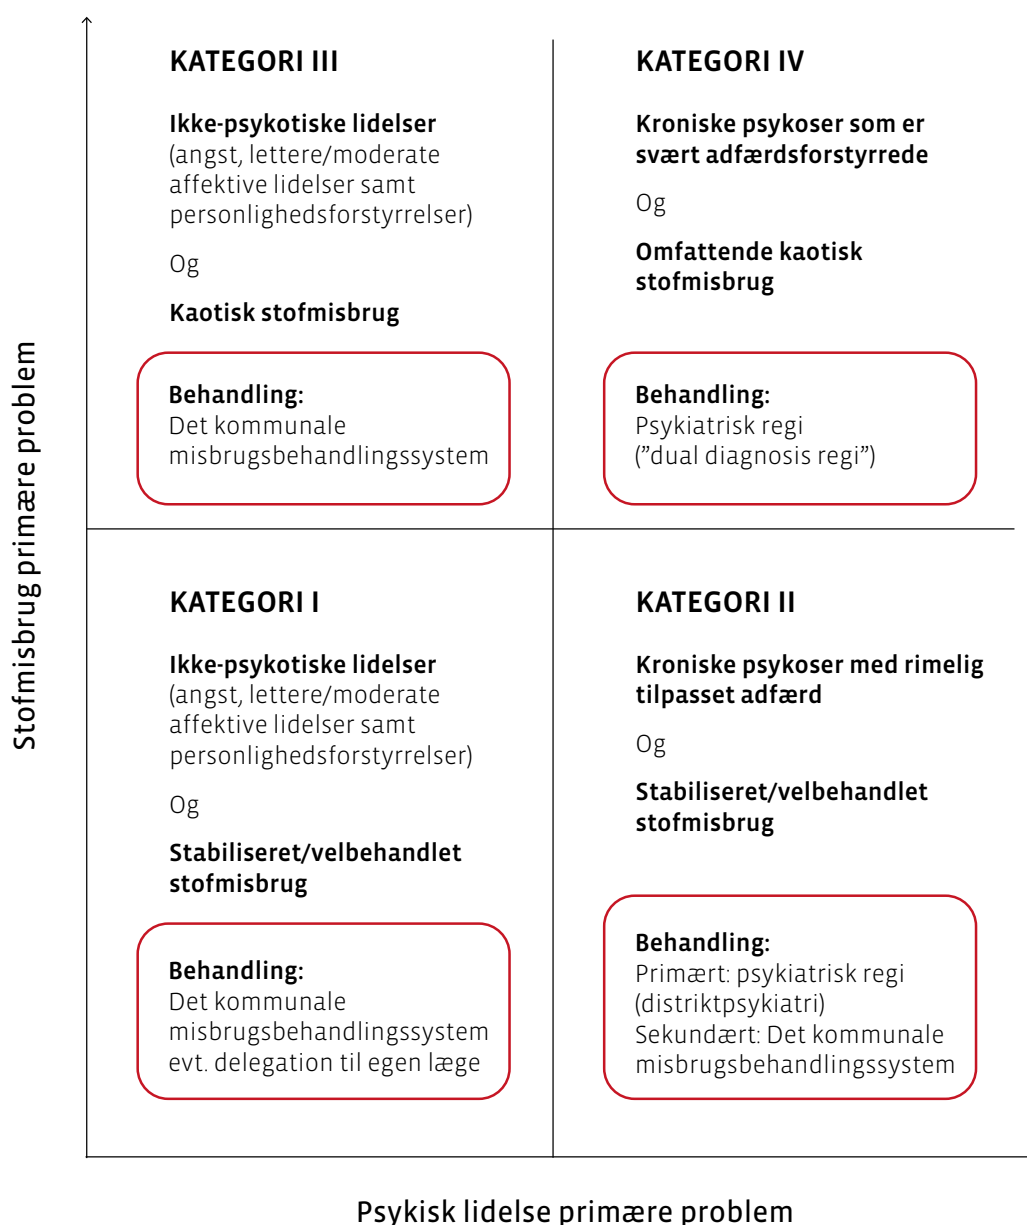 Stofmisbrug primære problem
KATEGORI III
Ikke-psykotiske lidelser
(angst, lettere/moderate
affektive lidelser samt
personlighedsforstyrrelser)
Og
Kaotisk stofmisbrug
Behandling:
Det kommunale
misbrugsbehandlingssystem
KATEGORI IV
Kroniske psykoser som er
svært adfærdsforstyrrede
Og
Omfattende kaotisk
stofmisbrug
Behandling:
Psykiatrisk regi
(”dual diagnosis regi”)
KATEGORI I
Ikke-psykotiske lidelser
(angst, lettere/moderate
affektive lidelser samt
personlighedsforstyrrelser)
Og
Stabiliseret/velbehandlet
stofmisbrug
Behandling:
Det kommunale
misbrugsbehandlingssystem
evt. delegation til egen læge
KATEGORI II
Kroniske psykoser med rimelig
tilpasset adfærd
Og
Stabiliseret/velbehandlet
stofmisbrug
Behandling:
Primært: psykiatrisk regi
(distriktpsykiatri)
Sekundært: Det kommunale
misbrugsbehandlingssystem
Psykisk lidelse primære problem